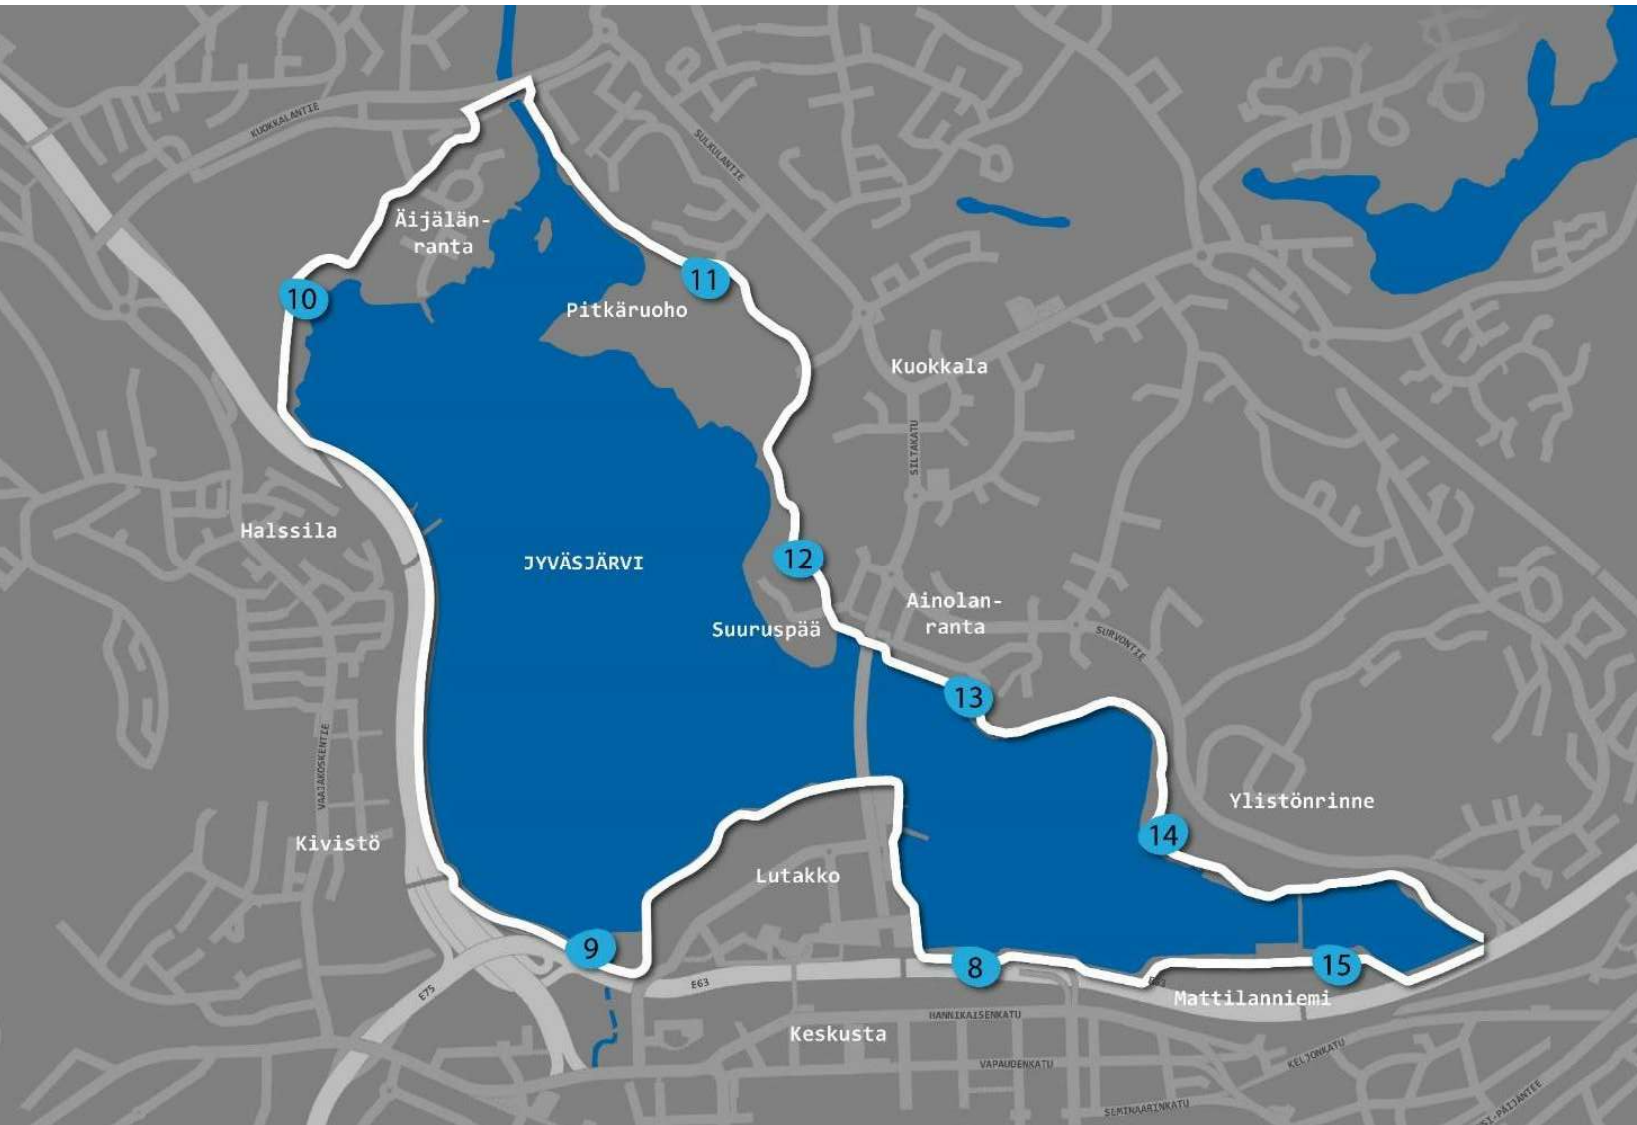 KUOKKALANTIE
SULKULANTIE
Äijälän-
ranta
11
10
Pitkäruoho
Kuokkala
SILTAKATU
Halssila
JYVÄSJÄRVI
12
Ainolan-
ranta
Suuruspää
SURVONTIE
13
VAAJAKOSKENTIE
Ylistönrinne
14
Kivistö
Lutakko
9
8
15
E63
E75
E63
Mattilanniemi
HANNIKAISENKATU
Keskusta
KELJONKATU
VAPAUDENKATU
SEMINAARINKATU